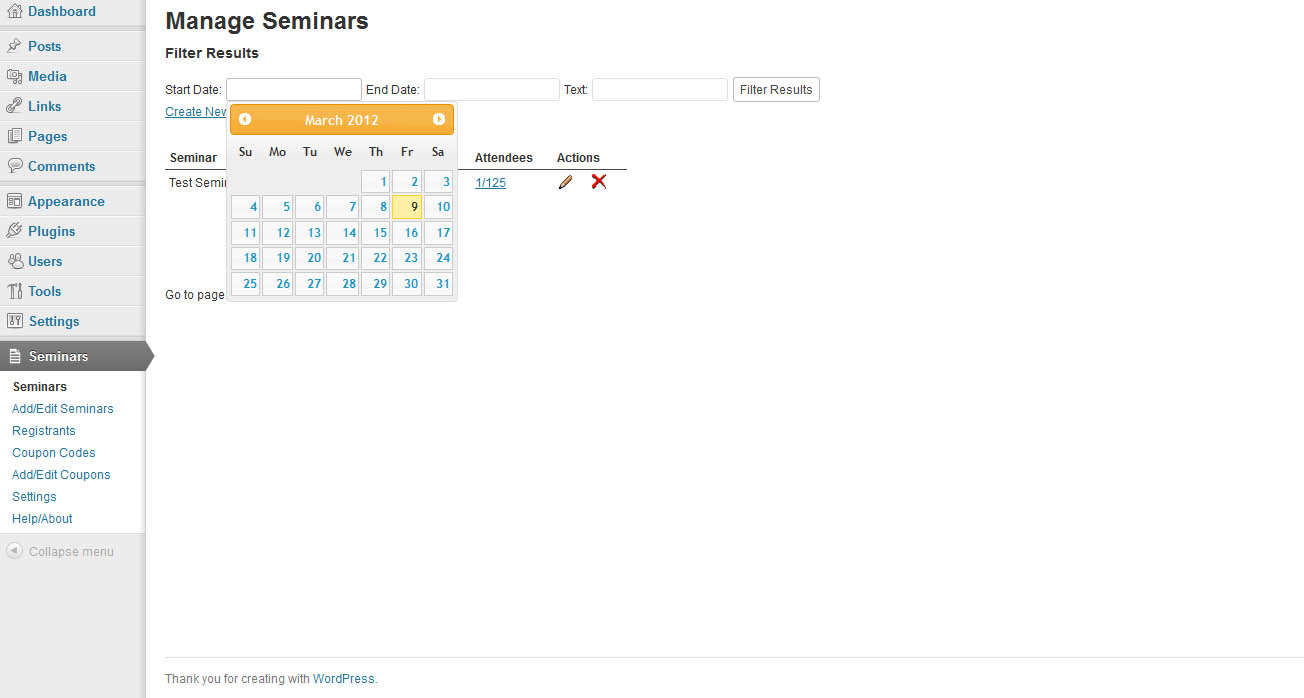 Dashboard
Posts
Media
Links
Pages
Comments
Appearance
Plugins
Users
Tools
Settings
Seminars
Seminars
Add/Edit Seminars
Registrants
Coupon Codes
Add/Edit Coupons
Settings
Help/About
Collapse menu
Manage Seminars
Filter Results
Start Date: End Date: Text: Filter Results
Create New
March 2012
Su Mo Tu We Th Fr Sa
1 2 3
4 5 6 7 8 9 10
11 12 13 14 15 16 17
18 19 20 21 22 23 24
25 26 27 28 29 30 31
Seminar Attendees Actions
Test Semi 1/125
Go to page
Thank you for creating with WordPress.